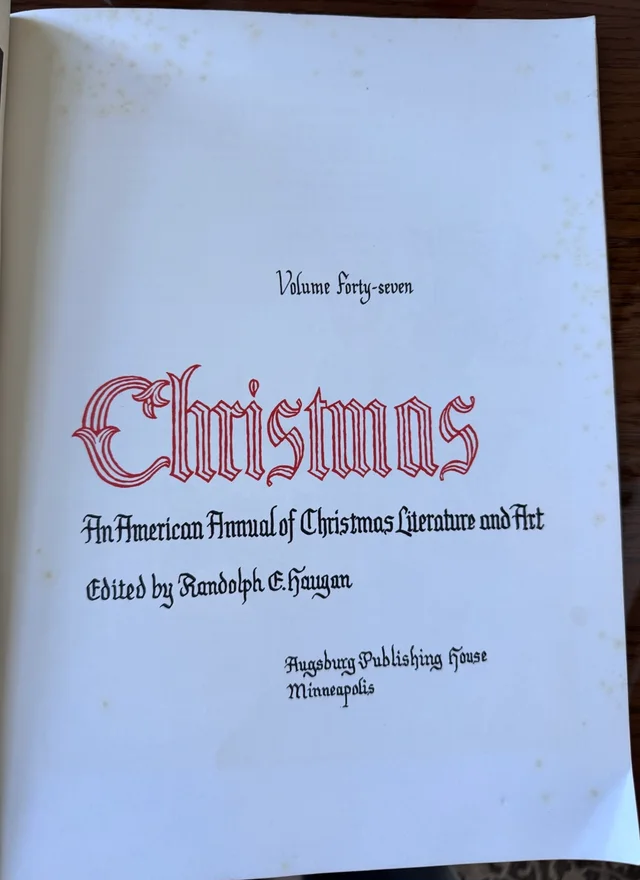 Volume Forty-seven
Christmas
An American Annual of Christmas Literature and Art
Edited by Randolph E. Haugan
Augsburg Publishing House
Minneapolis